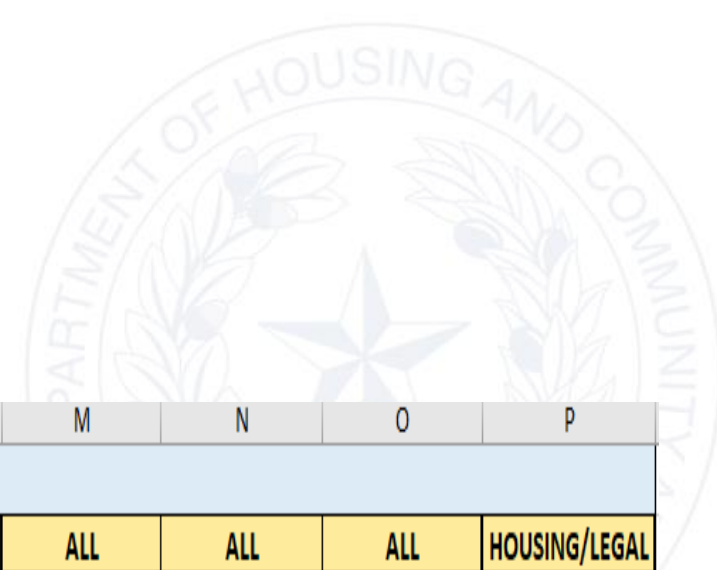 DEPARTMENT OF HOUSING AND COMMUNITY A
M N O P
ALL ALL ALL HOUSING/LEGAL